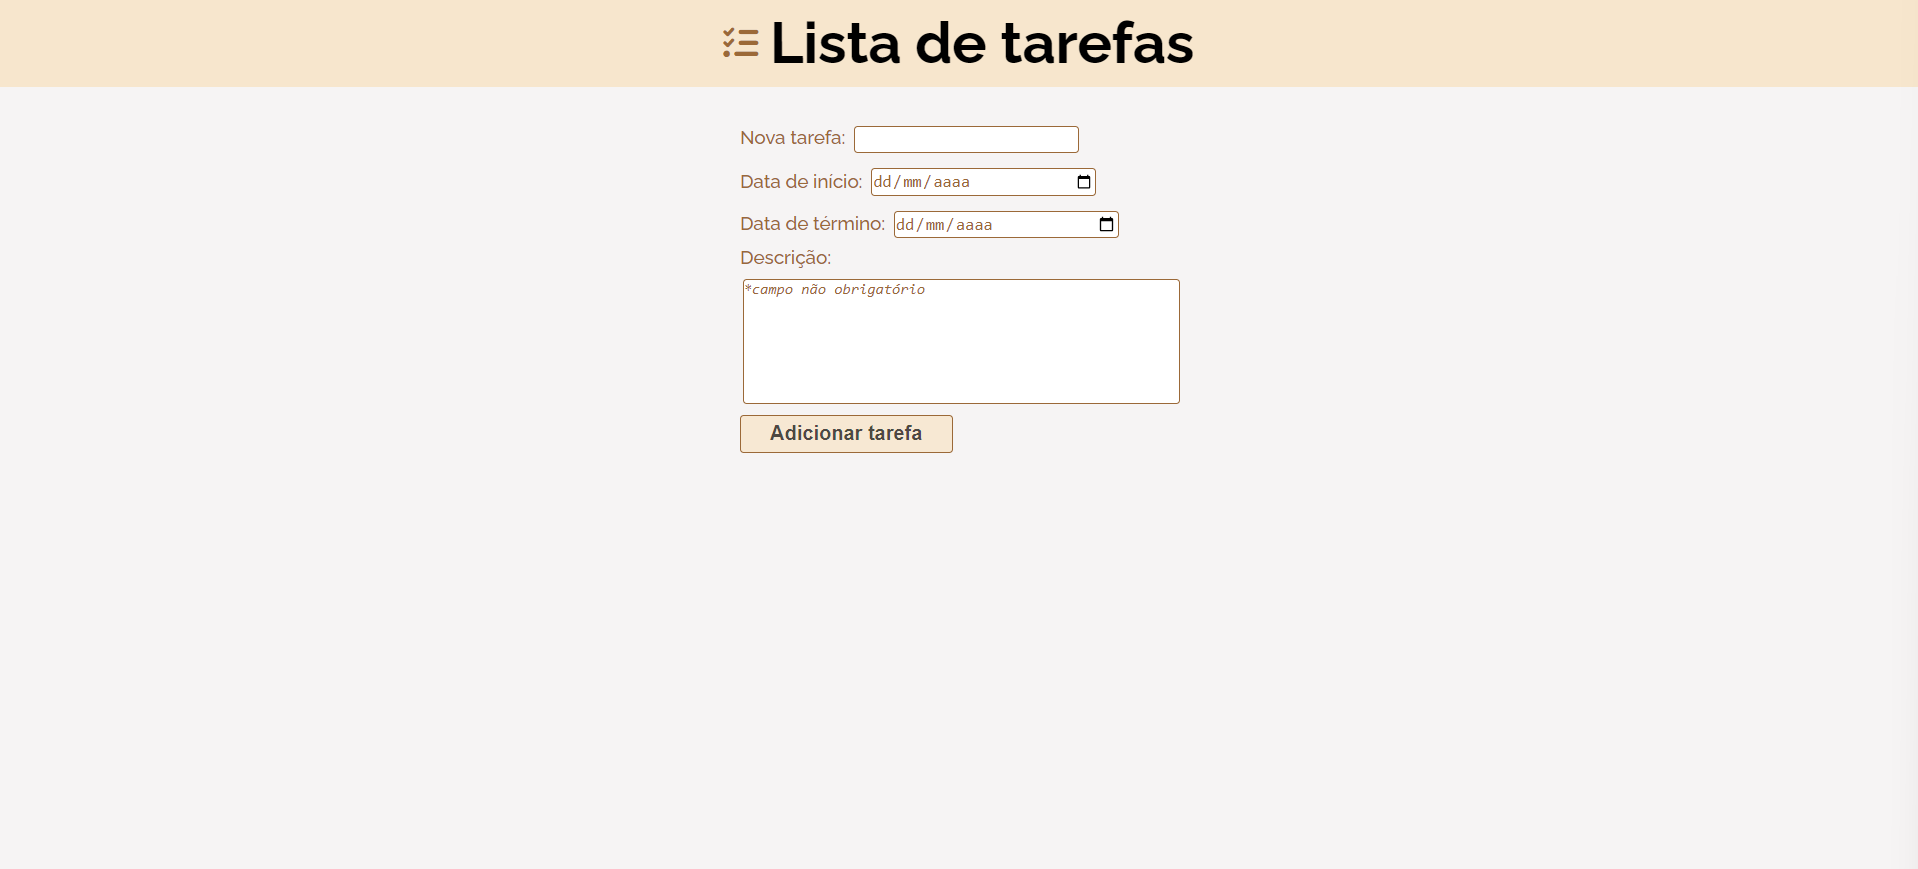 Lista de tarefas
Nova tarefa:
Data de início: dd/mm/aaaa
Data de término: dd/mm/aaaa
Descrição:
*campo não obrigatório
Adicionar tarefa